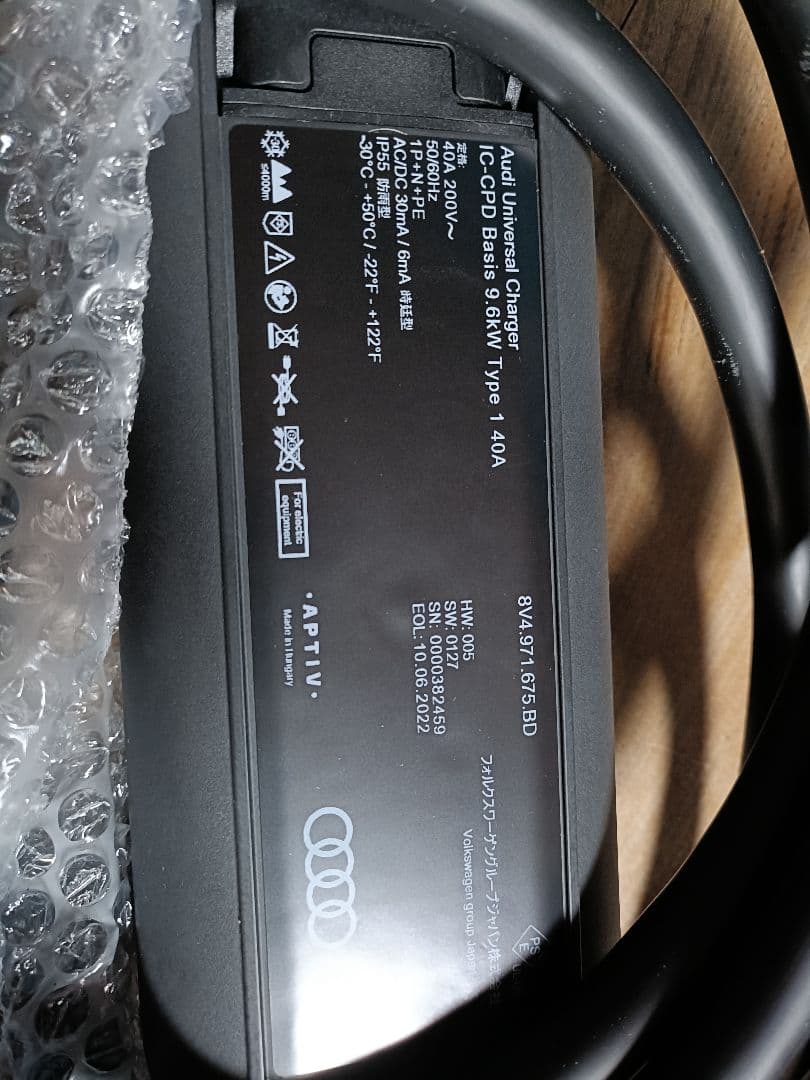 Audi Universal Charger
IC-CPD Basis 9.6kW Type 1 40A
定格:
40A 200V～
50/60Hz
1P+N+PE
AC/DC 30mA / 6mA 時延型
IP55 防雨型
-30°C - +50°C / -22°F - +122°F
30
≤4000m
For electric
equipment
8V4.971.675.BD
HW: 005
SW: 0127
SN: 0000382459
EOL: 10.06.2022
• APTIV •
Made in Hungary
フォルクスワーゲングループジャパン株式会社
Volkswagen group Japan
PS
E